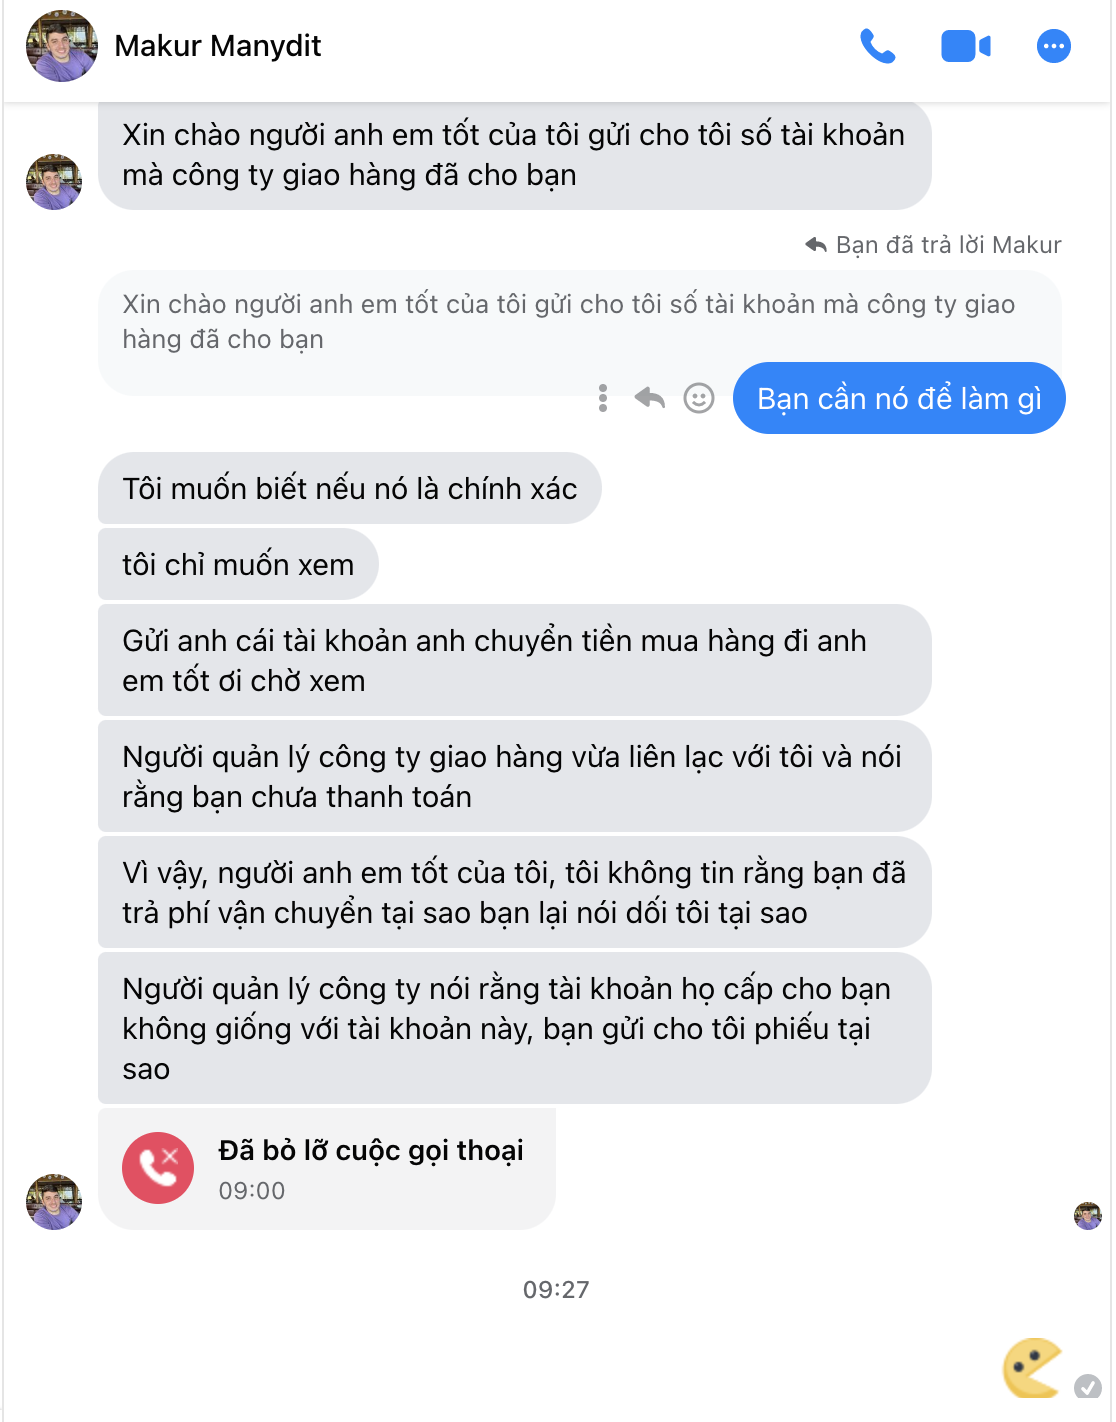 Makur Manydit
Xin chào người anh em tốt của tôi gửi cho tôi số tài khoản
mà công ty giao hàng đã cho bạn
Bạn đã trả lời Makur
Xin chào người anh em tốt của tôi gửi cho tôi số tài khoản mà công ty giao
hàng đã cho bạn
Bạn cần nó để làm gì
Tôi muốn biết nếu nó là chính xác
tôi chỉ muốn xem
Gửi anh cái tài khoản anh chuyển tiền mua hàng đi anh
em tốt ơi chờ xem
Người quản lý công ty giao hàng vừa liên lạc với tôi và nói
rằng bạn chưa thanh toán
Vì vậy, người anh em tốt của tôi, tôi không tin rằng bạn đã
trả phí vận chuyển tại sao bạn lại nói dối tôi tại sao
Người quản lý công ty nói rằng tài khoản họ cấp cho bạn
không giống với tài khoản này, bạn gửi cho tôi phiếu tại
sao
Đã bỏ lỡ cuộc gọi thoại
09:00
09:27